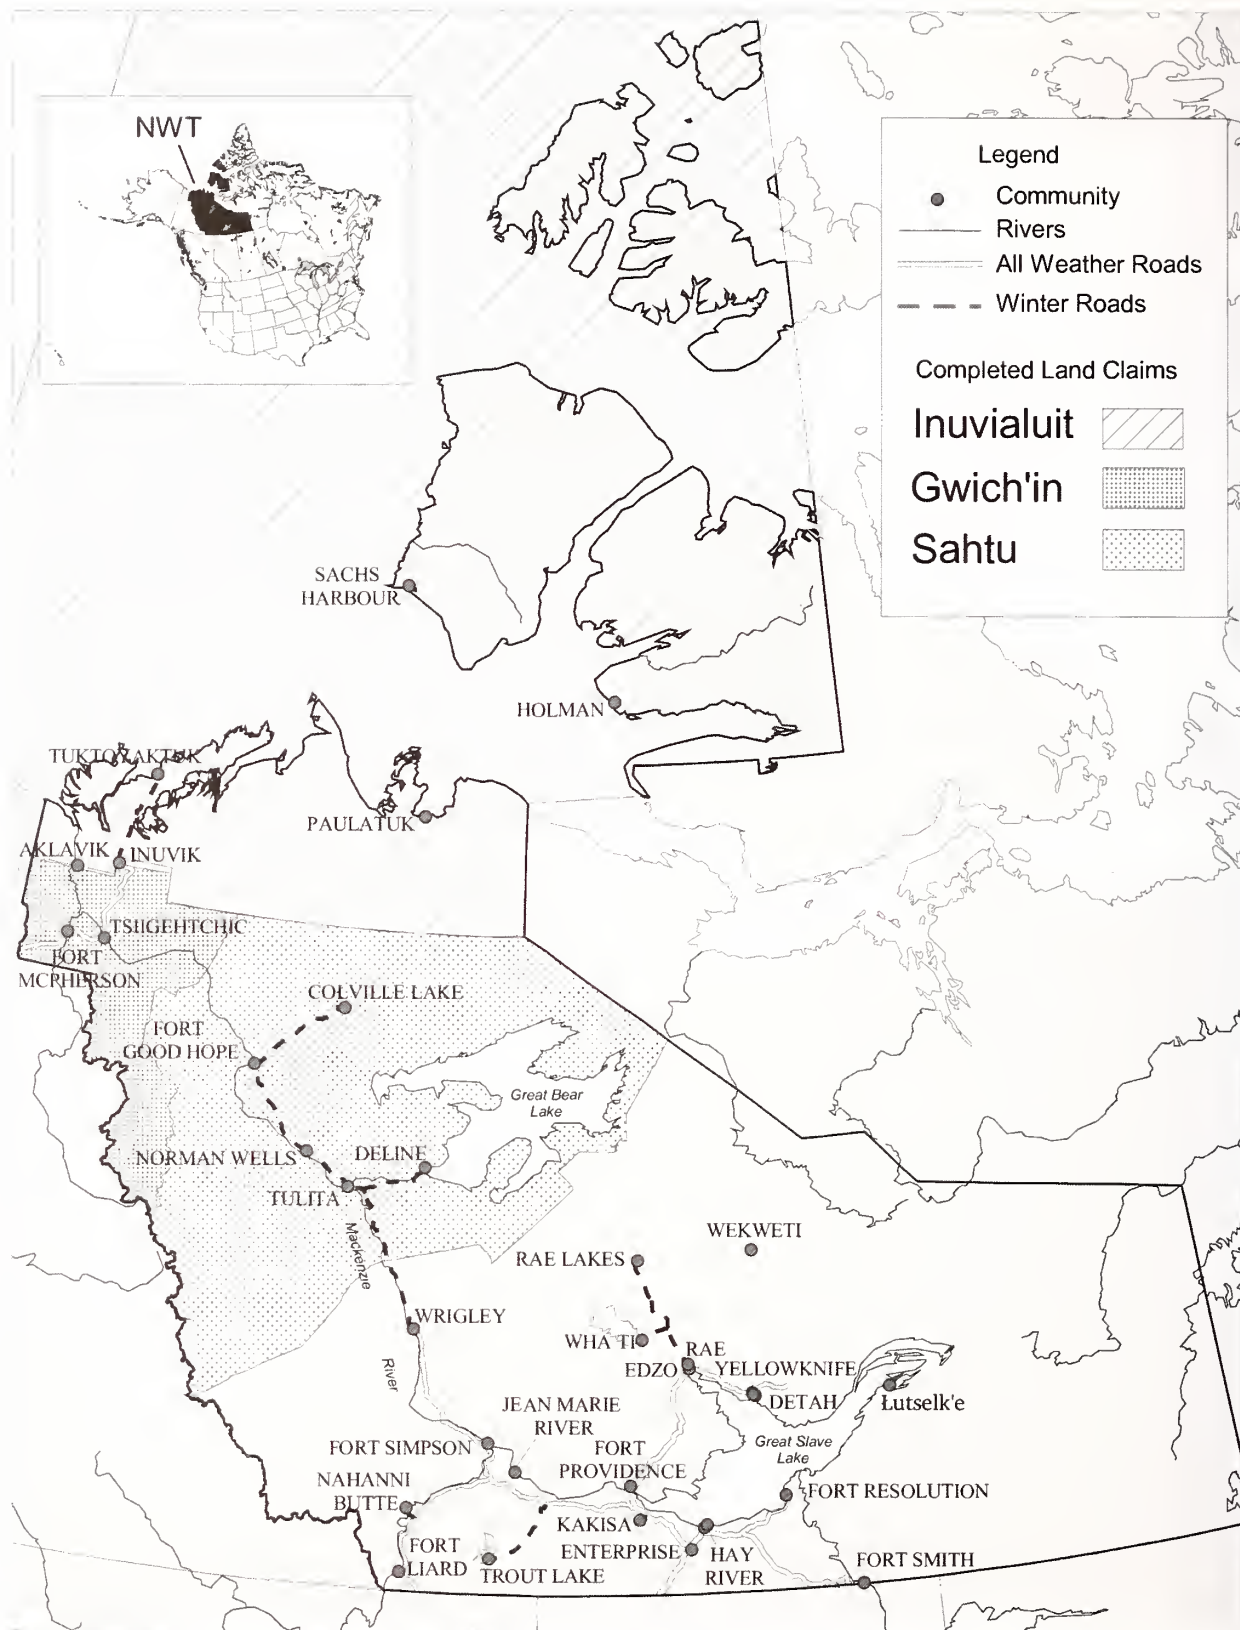 NWT
Legend
Community
Rivers
All Weather Roads
Winter Roads
Completed Land Claims
Inuvialuit
Gwich'in
Sahtu
SACHS
HARBOUR
HOLMAN
TUKTOYAKTUK
PAULATUK
AKLAVIK
INUVIK
TSIIGEHTCHIC
FORT
MCPHERSON
COLVILLE LAKE
FORT
GOOD HOPE
Great Bear
Lake
NORMAN WELLS
DELINE
TULITA
Mackenzie
River
WEKWETI
RAE LAKES
WRIGLEY
WHA TI
RAE
EDZO
YELLOWKNIFE
DETAH
Łutselk'e
JEAN MARIE
RIVER
FORT SIMPSON
FORT
PROVIDENCE
Great Slave
Lake
NAHANNI
BUTTE
FORT RESOLUTION
KAKISA
ENTERPRISE
HAY
RIVER
FORT
LIARD
TROUT LAKE
FORT SMITH